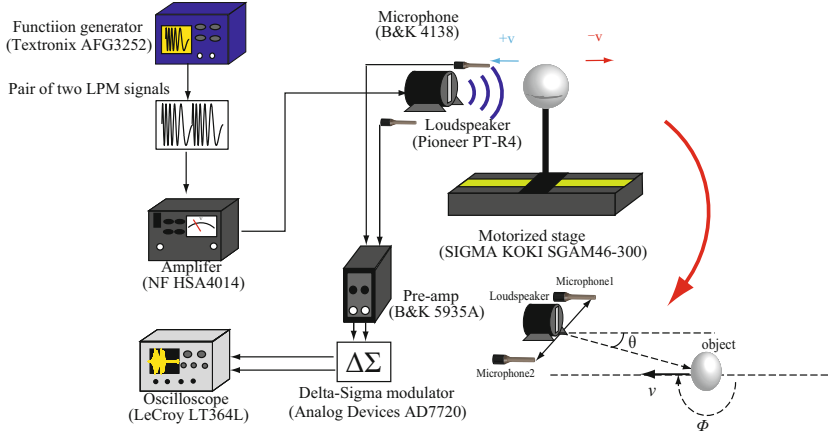 Functiion generator
(Textronix AFG3252)
Pair of two LPM signals
Amplifer
(NF HSA4014)
Microphone
(B&K 4138)
+v
−v
Loudspeaker
(Pioneer PT-R4)
Motorized stage
(SIGMA KOKI SGAM46-300)
Pre-amp
(B&K 5935A)
ΔΣ
Delta-Sigma modulator
(Analog Devices AD7720)
Oscilloscope
(LeCroy LT364L)
Microphone1
Loudspeaker
Microphone2
θ
object
v
Φ